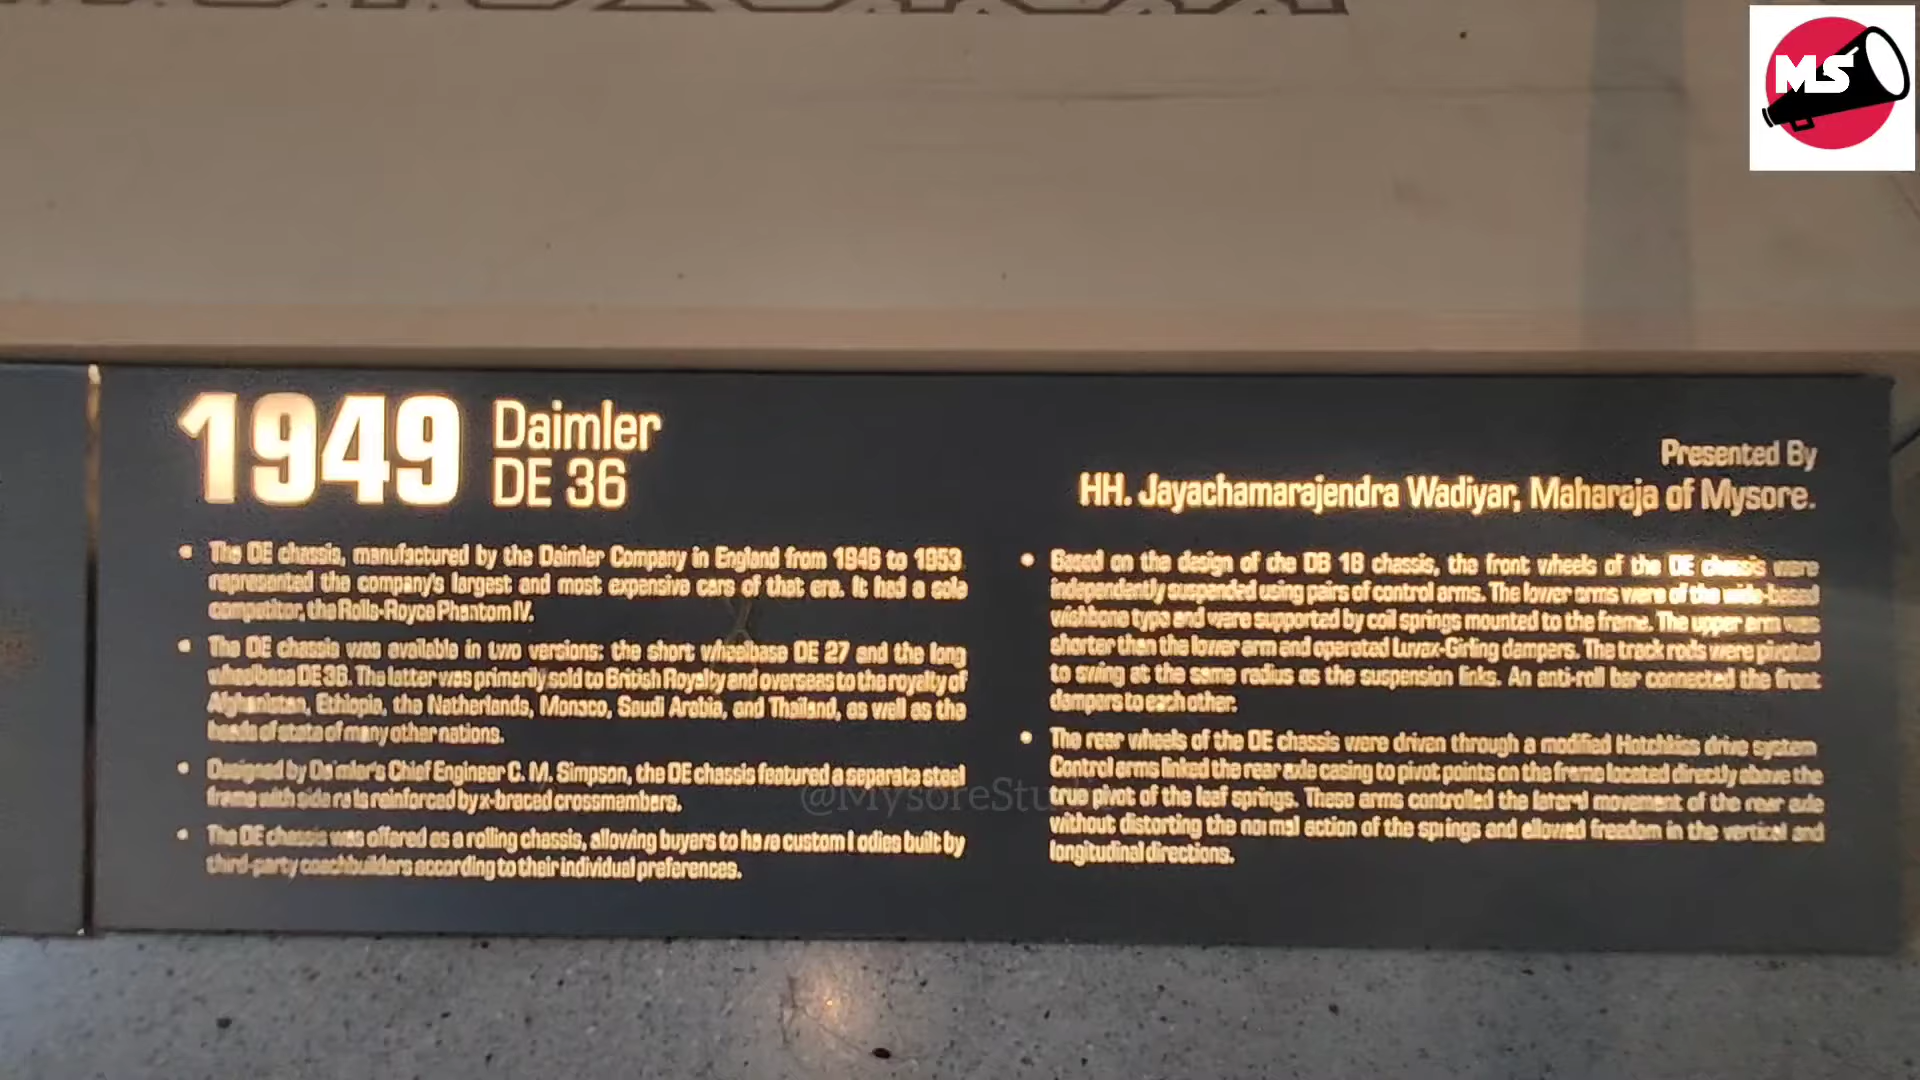 MS
1949 Daimler
DE 36
Presented By
HH. Jayachamarajendra Wadiyar, Maharaja of Mysore.
The DE chassis, manufactured by the Daimler Company in England from 1946 to 1953
represented the company's largest and most expensive cars of that era. It had a sole
competitor, the Rolls-Royce Phantom IV.
The DE chassis was available in two versions: the short wheelbase DE 27 and the long
wheelbase DE 36. The latter was primarily sold to British Royalty and overseas to the royalty of
Afghanistan, Ethiopia, the Netherlands, Monaco, Saudi Arabia, and Thailand, as well as the
heads of state of many other nations.
Designed by Daimler's Chief Engineer C. M. Simpson, the DE chassis featured a separate steel
frame with side rails reinforced by x-braced crossmembers.
The DE chassis was offered as a rolling chassis, allowing buyers to have custom bodies built by
third-party coachbuilders according to their individual preferences.
Based on the design of the DB 18 chassis, the front wheels of the DE chassis were
independently suspended using pairs of control arms. The lower arms were of the wide-based
wishbone type and were supported by coil springs mounted to the frame. The upper arm was
shorter than the lower arm and operated Luvax-Girling dampers. The track rods were pivoted
to swing at the same radius as the suspension links. An anti-roll bar connected the front
dampers to each other.
The rear wheels of the DE chassis were driven through a modified Hotchkiss drive system
Control arms linked the rear axle casing to pivot points on the frame located directly above the
true pivot of the leaf springs. These arms controlled the lateral movement of the rear axle
without distorting the normal action of the springs and allowed freedom in the vertical and
longitudinal directions.
@MysoreStu